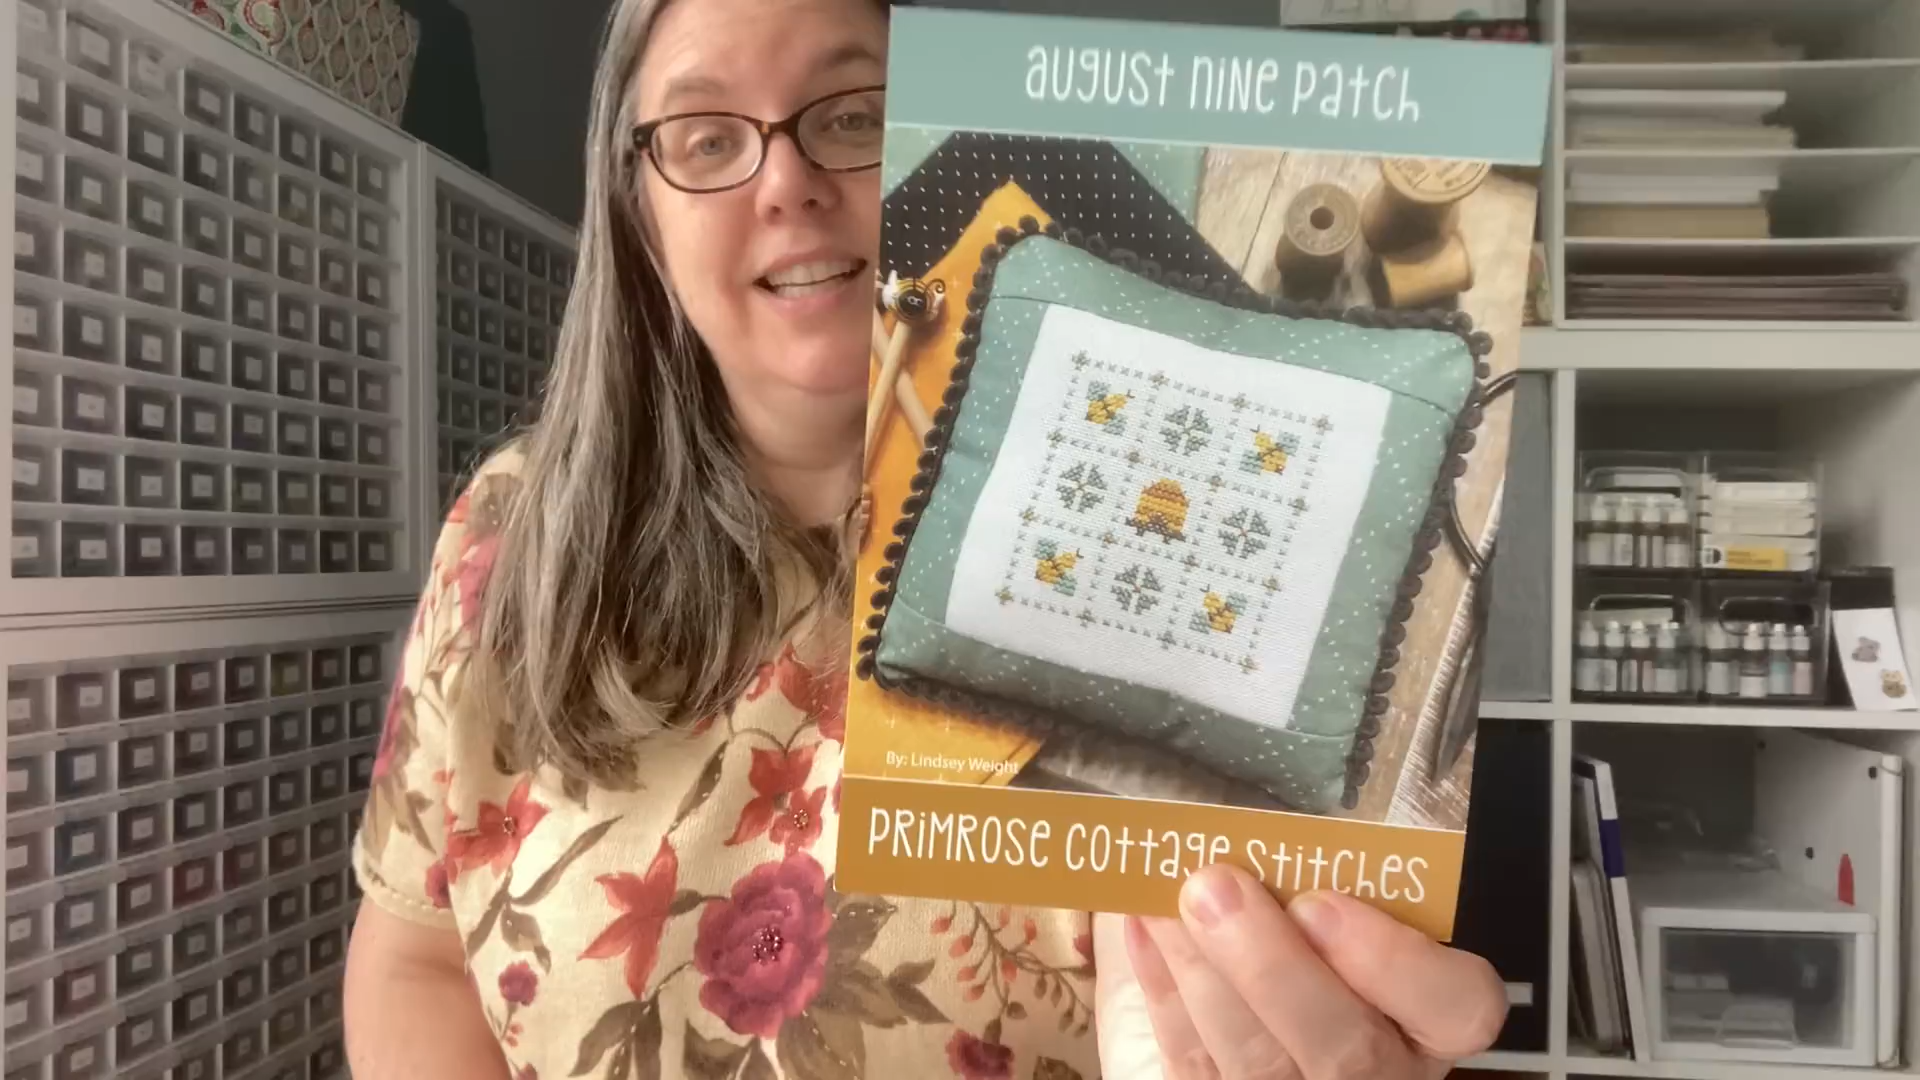 august nine patch
By: Lindsey Weight
Primrose Cottage Stitches